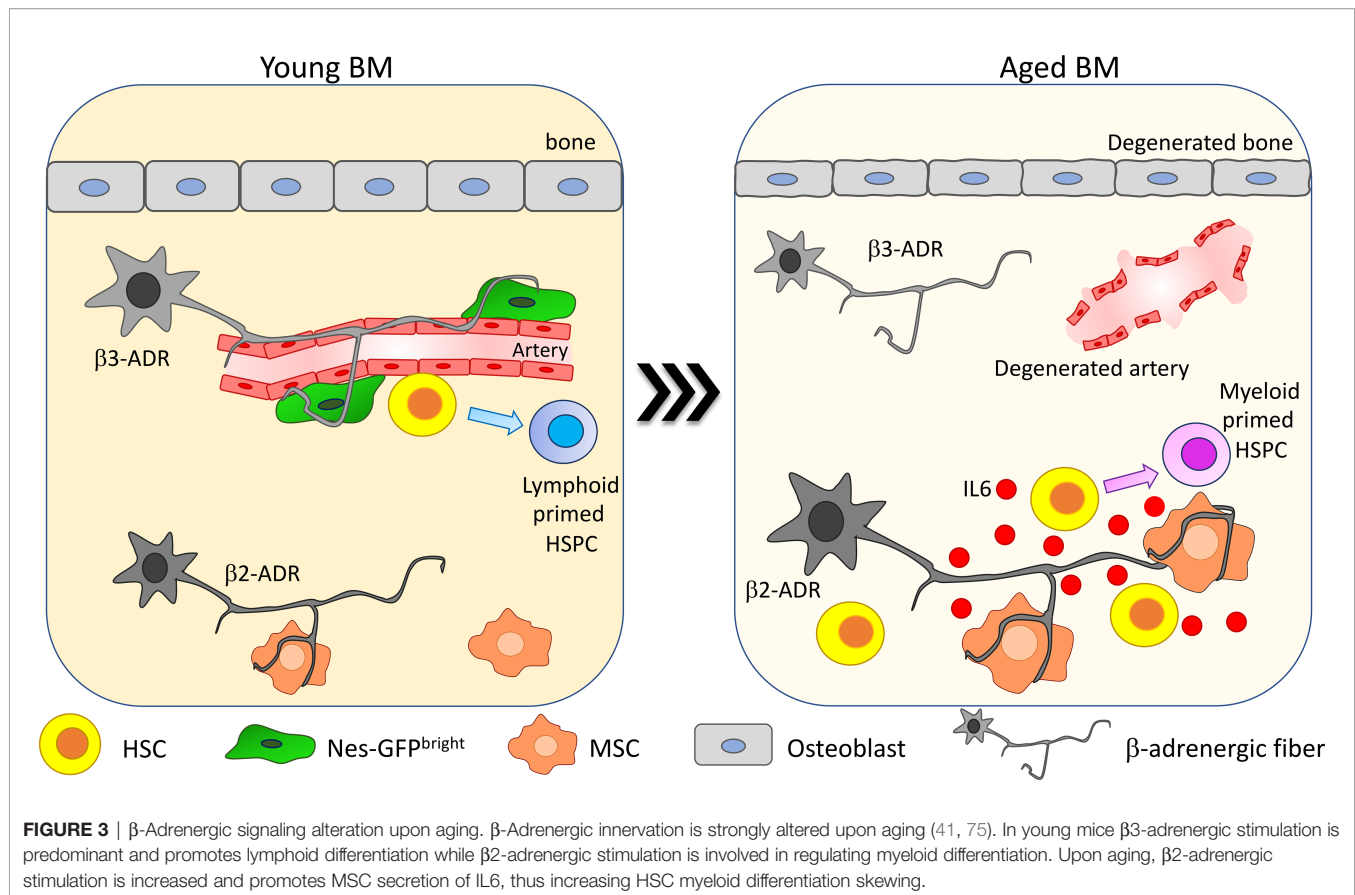 Young BM
Aged BM
bone
β3-ADR
Artery
Lymphoid
primed
HSPC
β2-ADR
Degenerated bone
β3-ADR
Degenerated artery
Myeloid
primed
HSPC
IL6
β2-ADR
HSC
Nes-GFPbright
MSC
Osteoblast
β-adrenergic fiber
FIGURE 3 | β-Adrenergic signaling alteration upon aging. β-Adrenergic innervation is strongly altered upon aging (41, 75). In young mice β3-adrenergic stimulation is
predominant and promotes lymphoid differentiation while β2-adrenergic stimulation is involved in regulating myeloid differentiation. Upon aging, β2-adrenergic
stimulation is increased and promotes MSC secretion of IL6, thus increasing HSC myeloid differentiation skewing.